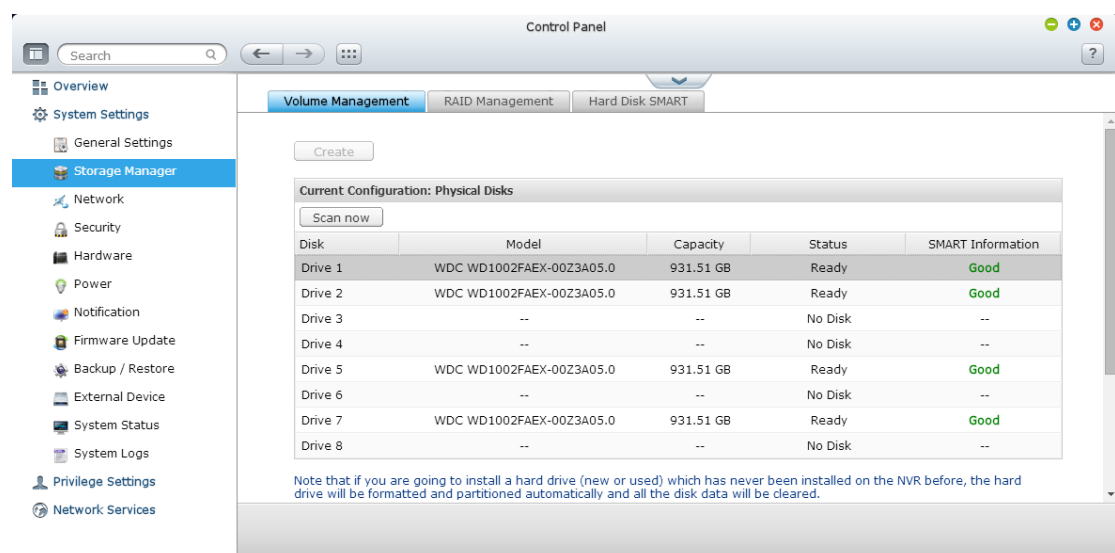 Control Panel
Search
?
Overview
System Settings
General Settings
Storage Manager
Network
Security
Hardware
Power
Notification
Firmware Update
Backup / Restore
External Device
System Status
System Logs
Privilege Settings
Network Services
Volume Management RAID Management Hard Disk SMART
Create
Current Configuration: Physical Disks
Scan now
Disk Model Capacity Status SMART Information
Drive 1 WDC WD1002FAEX-00Z3A05.0 931.51 GB Ready Good
Drive 2 WDC WD1002FAEX-00Z3A05.0 931.51 GB Ready Good
Drive 3 -- -- No Disk --
Drive 4 -- -- No Disk --
Drive 5 WDC WD1002FAEX-00Z3A05.0 931.51 GB Ready Good
Drive 6 -- -- No Disk --
Drive 7 WDC WD1002FAEX-00Z3A05.0 931.51 GB Ready Good
Drive 8 -- -- No Disk --
Note that if you are going to install a hard drive (new or used) which has never been installed on the NVR before, the hard
drive will be formatted and partitioned automatically and all the disk data will be cleared.